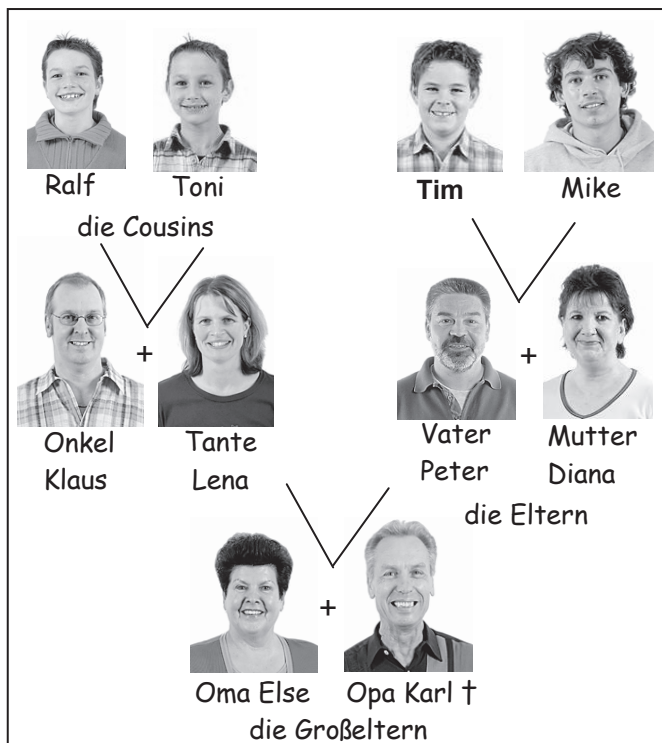 Ralf Toni Tim Mike
die Cousins
+ +
Onkel Tante Vater Mutter
Klaus Lena Peter Diana
die Eltern
+
Oma Else Opa Karl †
die Großeltern